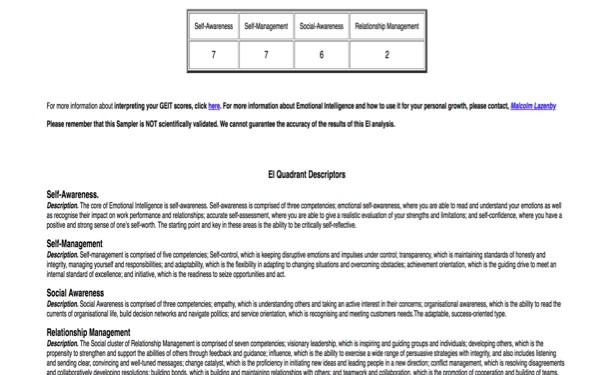 Self-Awareness Self-Management Social-Awareness Relationship Management
7 7 6 2
For more information about interpreting your GEIT scores, click here. For more information about Emotional Intelligence and how to use it for your personal growth, please contact, Malcolm Lazenby
Please remember that this Sampler is NOT scientifically validated. We cannot guarantee the accuracy of the results of this EI analysis.
EI Quadrant Descriptors
Self-Awareness.
Description. The core of Emotional Intelligence is self-awareness. Self-awareness is comprised of three competencies; emotional self-awareness, where you are able to read and understand your emotions as well
as recognise their impact on work performance and relationships; accurate self-assessment, where you are able to give a realistic evaluation of your strengths and limitations; and self-confidence, where you have a
positive and strong sense of one's self-worth. The starting point and key in these areas is the ability to be critically self-reflective.
Self-Management
Description. Self-management is comprised of five competencies; Self-control, which is keeping disruptive emotions and impulses under control; transparency, which is maintaining standards of honesty and
integrity, managing yourself and responsibilities; and adaptability, which is the flexibility in adapting to changing situations and overcoming obstacles; achievement orientation, which is the guiding drive to meet an
internal standard of excellence; and initiative, which is the readiness to seize opportunities and act.
Social Awareness
Description. Social Awareness is comprised of three competencies; empathy, which is understanding others and taking an active interest in their concerns; organisational awareness, which is the ability to read the
currents of organisational life, build decision networks and navigate politics; and service orientation, which is recognising and meeting customers needs.The adaptable, success-oriented type.
Relationship Management
Description. The Social cluster of Relationship Management is comprised of seven competencies; visionary leadership, which is inspiring and guiding groups and individuals; developing others, which is the
propensity to strengthen and support the abilities of others through feedback and guidance; influence, which is the ability to exercise a wide range of persuasive strategies with integrity, and also includes listening
and sending clear, convincing and well-tuned messages; change catalyst, which is the proficiency in initiating new ideas and leading people in a new direction; conflict management, which is resolving disagreements
and collaboratively developing resolutions; building bonds, which is building and maintaining relationships with others; and teamwork and collaboration, which is the promotion of cooperation and building of teams.